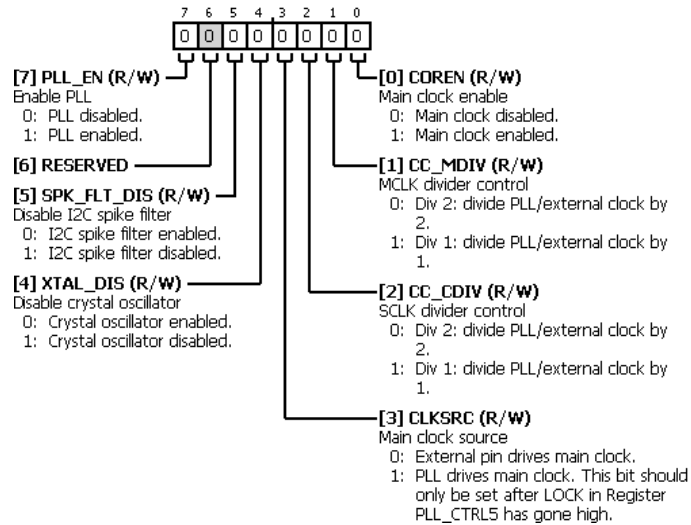 7 6 5 4 3 2 1 0
0 0 0 0 0 0 0 0
[7] PLL_EN (R/W)
Enable PLL
0: PLL disabled.
1: PLL enabled.
[6] RESERVED
[5] SPK_FLT_DIS (R/W)
Disable I2C spike filter
0: I2C spike filter enabled.
1: I2C spike filter disabled.
[4] XTAL_DIS (R/W)
Disable crystal oscillator
0: Crystal oscillator enabled.
1: Crystal oscillator disabled.
[0] COREN (R/W)
Main clock enable
0: Main clock disabled.
1: Main clock enabled.
[1] CC_MDIV (R/W)
MCLK divider control
0: Div 2: divide PLL/external clock by
2.
1: Div 1: divide PLL/external clock by
1.
[2] CC_CDIV (R/W)
SCLK divider control
0: Div 2: divide PLL/external clock by
2.
1: Div 1: divide PLL/external clock by
1.
[3] CLKSRC (R/W)
Main clock source
0: External pin drives main clock.
1: PLL drives main clock. This bit should
only be set after LOCK in Register
PLL_CTRL5 has gone high.